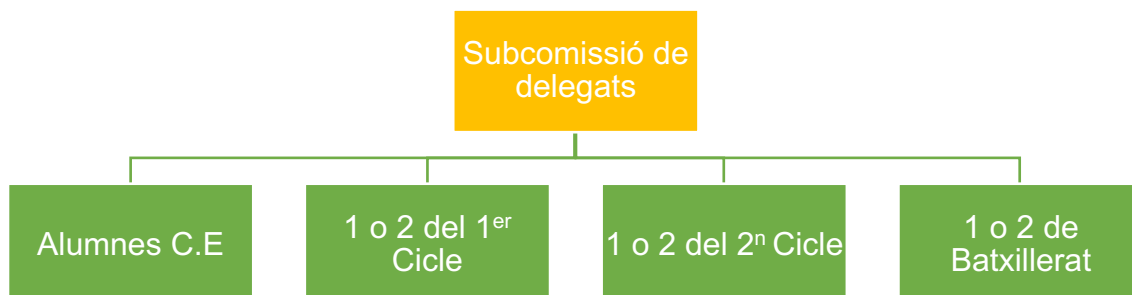 Subcomissió de
delegats
Alumnes C.E
1 o 2 del 1er
Cicle
1 o 2 del 2n Cicle
1 o 2 de
Batxillerat